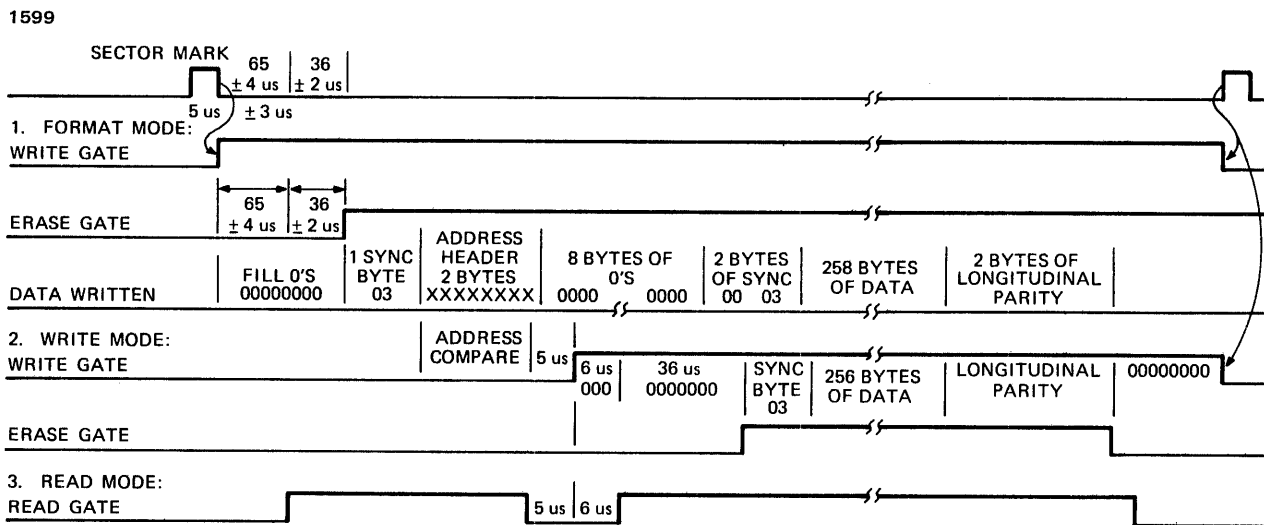 1599
SECTOR MARK
65 36
± 4 us ± 2 us
5 us ± 3 us
1. FORMAT MODE:
WRITE GATE
65 36
± 4 us ± 2 us
ERASE GATE
DATA WRITTEN
FILL 0'S
00000000
1 SYNC
BYTE
03
ADDRESS
HEADER
2 BYTES
XXXXXXXX
8 BYTES OF
0'S
0000 0000
2 BYTES
OF SYNC
00 03
258 BYTES
OF DATA
2 BYTES OF
LONGITUDINAL
PARITY
2. WRITE MODE:
WRITE GATE
ADDRESS
COMPARE
5 us
6 us
000
36 us
0000000
SYNC
BYTE
03
256 BYTES
OF DATA
LONGITUDINAL
PARITY
00000000
ERASE GATE
3. READ MODE:
READ GATE
5 us 6 us